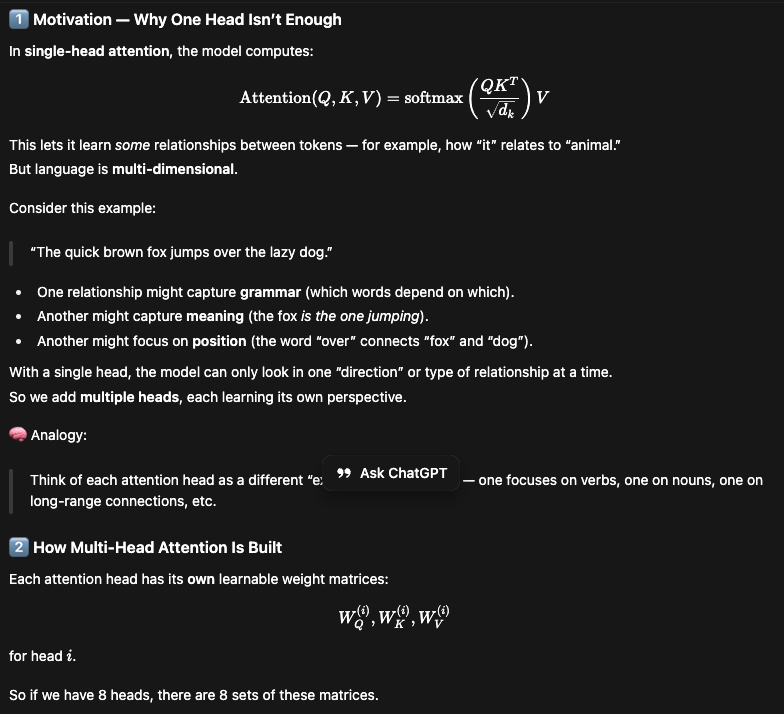 1 Motivation — Why One Head Isn’t Enough
In single-head attention, the model computes:
Attention(Q, K, V) = softmax(QK^T / √d_k) V
This lets it learn some relationships between tokens — for example, how “it” relates to “animal.”
But language is multi-dimensional.
Consider this example:
“The quick brown fox jumps over the lazy dog.”
• One relationship might capture grammar (which words depend on which).
• Another might capture meaning (the fox is the one jumping).
• Another might focus on position (the word “over” connects “fox” and “dog”).
With a single head, the model can only look in one “direction” or type of relationship at a time.
So we add multiple heads, each learning its own perspective.
🧠 Analogy:
Ask ChatGPT
Think of each attention head as a different — one focuses on verbs, one on nouns, one on
long-range connections, etc.
2 How Multi-Head Attention Is Built
Each attention head has its own learnable weight matrices:
W_Q^(i), W_K^(i), W_V^(i)
for head i.
So if we have 8 heads, there are 8 sets of these matrices.